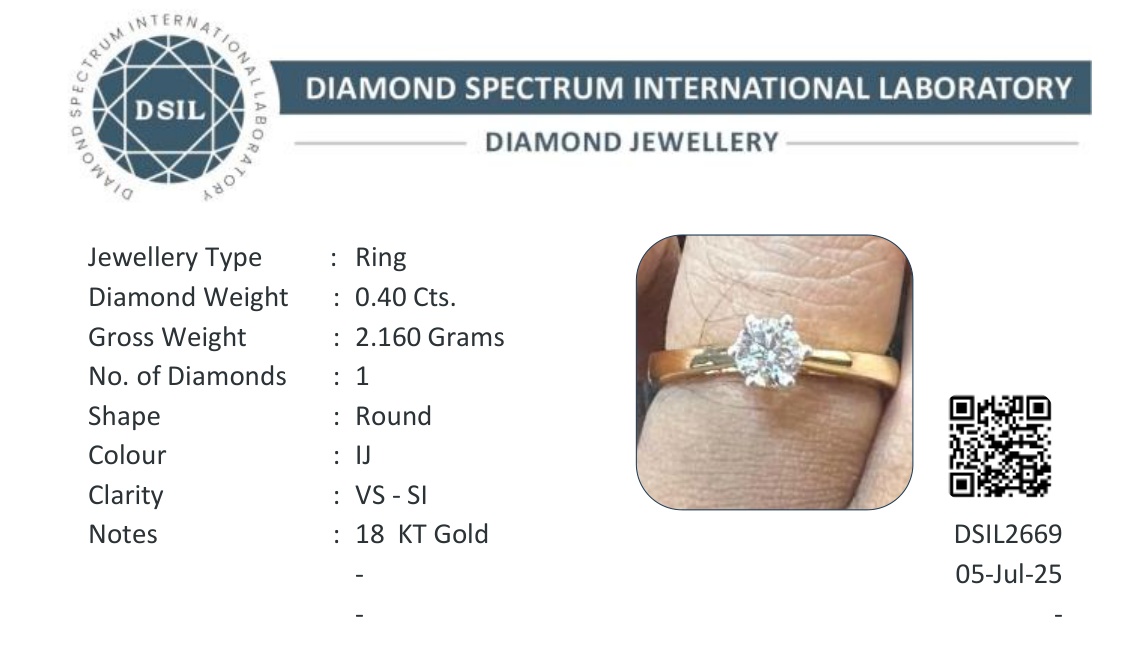 DIAMOND SPECTRUM INTERNATIONAL LABORATORY
DSIL
DIAMOND SPECTRUM INTERNATIONAL LABORATORY
DIAMOND JEWELLERY
Jewellery Type : Ring
Diamond Weight : 0.40 Cts.
Gross Weight : 2.160 Grams
No. of Diamonds : 1
Shape : Round
Colour : IJ
Clarity : VS - SI
Notes : 18 KT Gold
-
-
DSIL2669
05-Jul-25
-